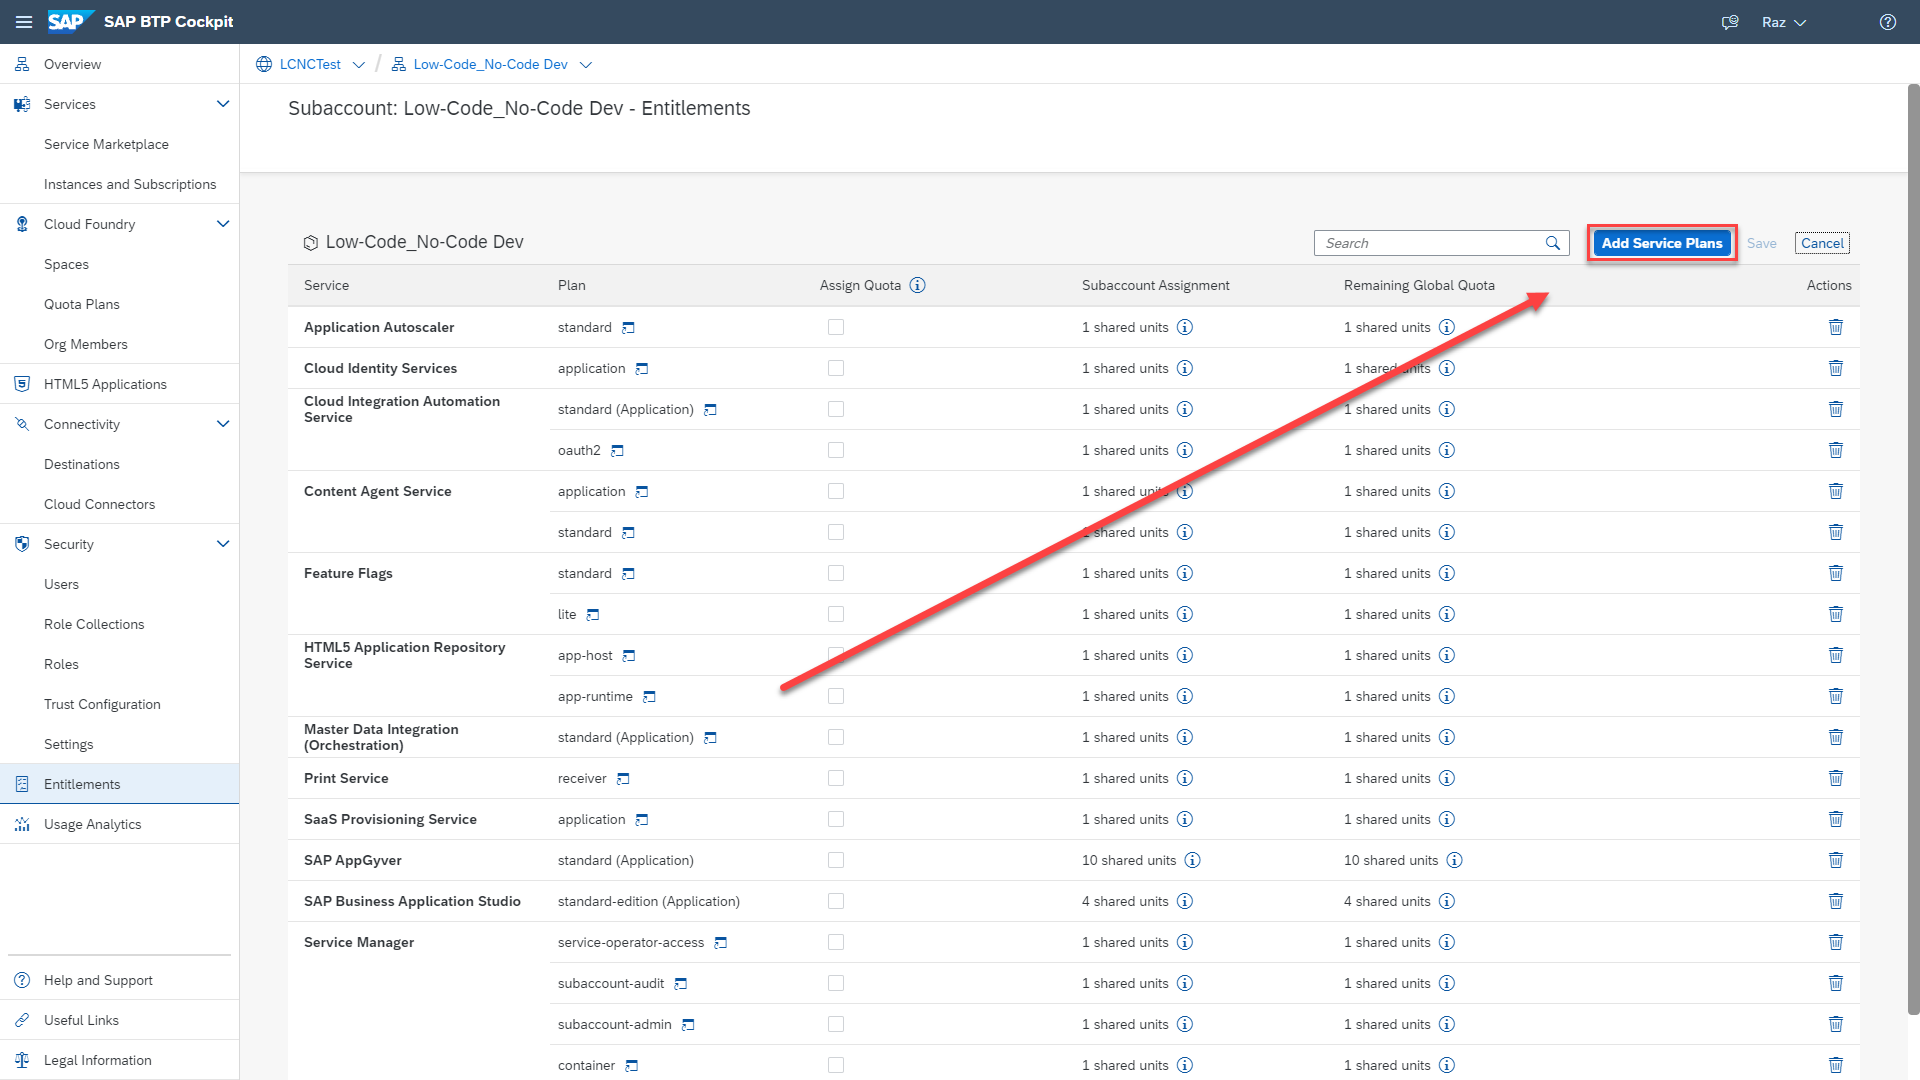 SAP SAP BTP Cockpit
Raz
Overview
Services
Service Marketplace
Instances and Subscriptions
Cloud Foundry
Spaces
Quota Plans
Org Members
HTML5 Applications
Connectivity
Destinations
Cloud Connectors
Security
Users
Role Collections
Roles
Trust Configuration
Settings
Entitlements
Usage Analytics
Help and Support
Useful Links
Legal Information
LCNCTest / Low-Code_No-Code Dev
Subaccount: Low-Code_No-Code Dev - Entitlements
Low-Code_No-Code Dev
Search
Add Service Plans
Save
Cancel
Service Plan Assign Quota Subaccount Assignment Remaining Global Quota Actions
Application Autoscaler standard 1 shared units 1 shared units
Cloud Identity Services application 1 shared units 1 shared units
Cloud Integration Automation
Service
standard (Application) 1 shared units 1 shared units
oauth2 1 shared units 1 shared units
Content Agent Service application 1 shared units 1 shared units
standard shared units 1 shared units
Feature Flags standard 1 shared units 1 shared units
lite 1 shared units 1 shared units
HTML5 Application Repository
Service
app-host 1 shared units 1 shared units
app-runtime 1 shared units 1 shared units
Master Data Integration
(Orchestration)
standard (Application) 1 shared units 1 shared units
Print Service receiver 1 shared units 1 shared units
SaaS Provisioning Service application 1 shared units 1 shared units
SAP AppGyver standard (Application) 10 shared units 10 shared units
SAP Business Application Studio standard-edition (Application) 4 shared units 4 shared units
Service Manager service-operator-access 1 shared units 1 shared units
subaccount-audit 1 shared units 1 shared units
subaccount-admin 1 shared units 1 shared units
container 1 shared units 1 shared units